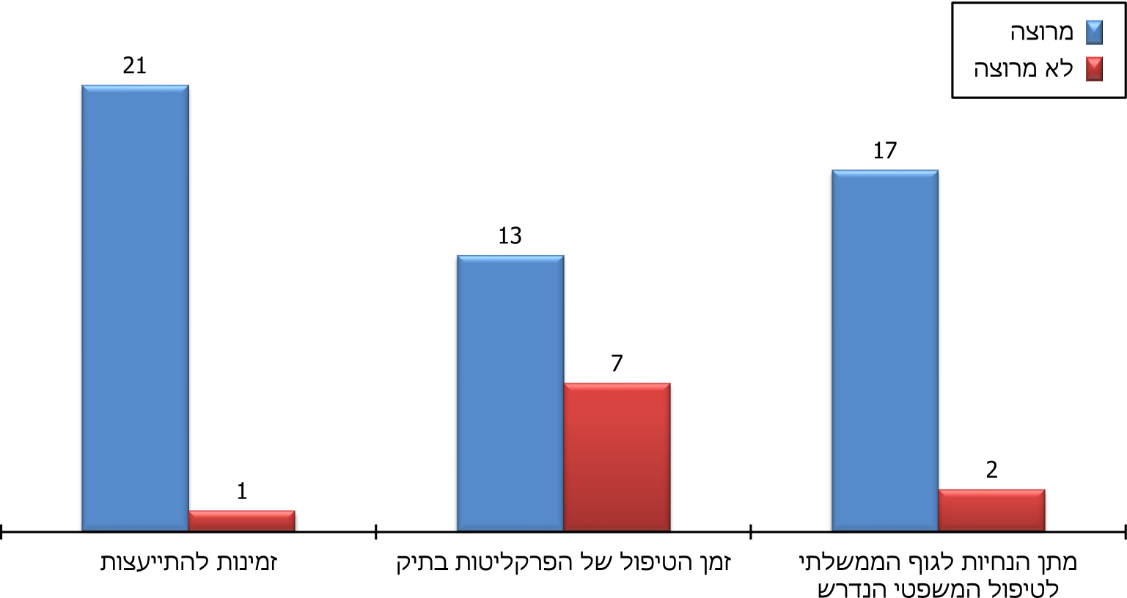 מרוצה
לא מרוצה
21
1
13
7
17
2
זמינות להתייעצות
זמן הטיפול של הפרקליטות בתיק
מתן הנחיות לגוף הממשלתי
לטיפול המשפטי הנדרש